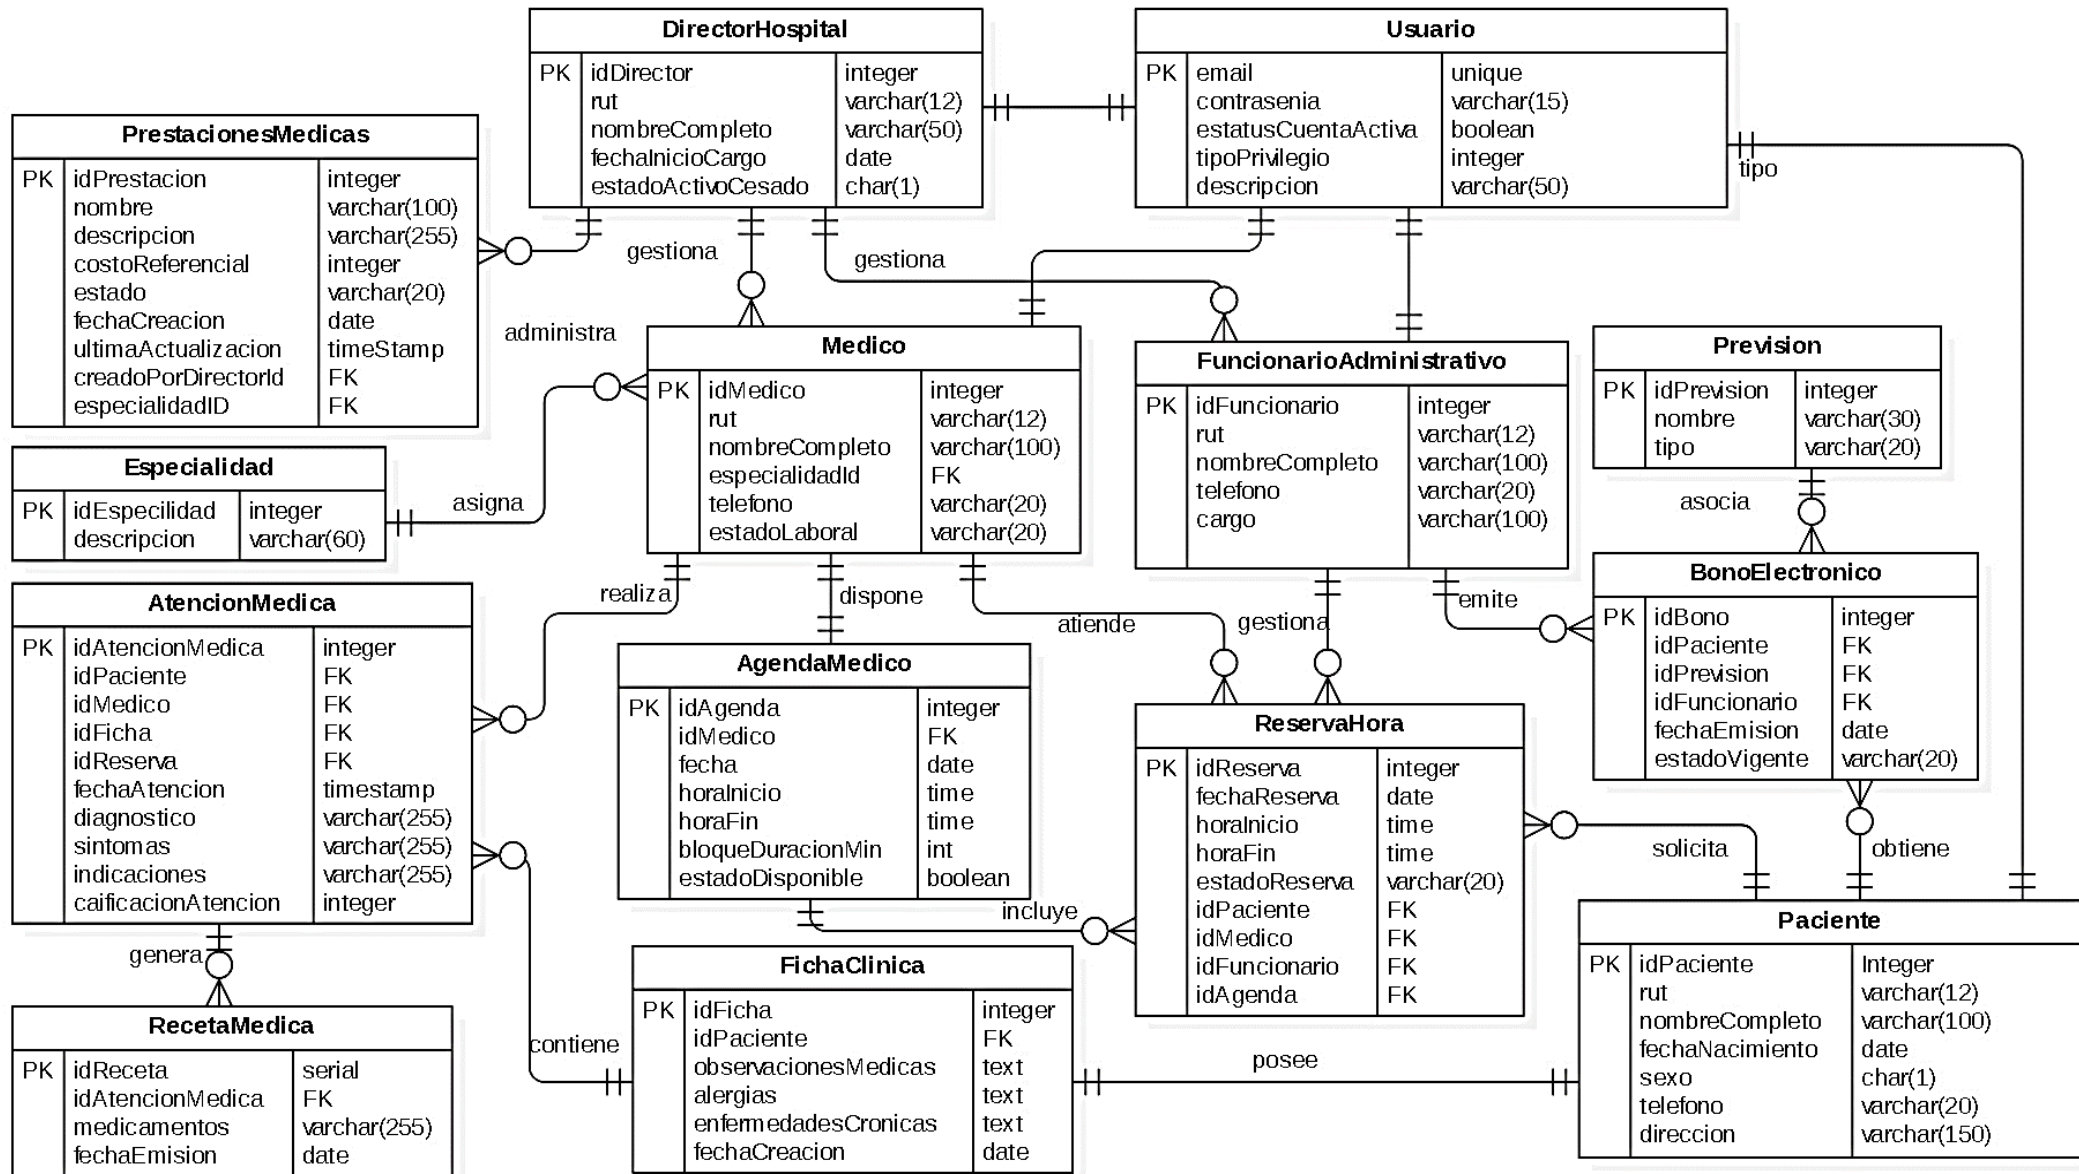 DirectorHospital
PK idDirector integer
rut varchar(12)
nombreCompleto varchar(50)
fechaInicioCargo date
estadoActivoCesado char(1)
Usuario
PK email unique
contrasenia varchar(15)
estatusCuentaActiva boolean
tipoPrivilegio integer
descripcion varchar(50)
tipo
PrestacionesMedicas
PK idPrestacion integer
nombre varchar(100)
descripcion varchar(255)
costoReferencial integer
estado varchar(20)
fechaCreacion date
ultimaActualizacion timeStamp
creadoPorDirectorId FK
especialidadID FK
gestiona
gestiona
administra
Medico
PK idMedico integer
rut varchar(12)
nombreCompleto varchar(100)
especialidadId FK
telefono varchar(20)
estadoLaboral varchar(20)
FuncionarioAdministrativo
PK idFuncionario integer
rut varchar(12)
nombreCompleto varchar(100)
telefono varchar(20)
cargo varchar(100)
Prevision
PK idPrevision integer
nombre varchar(30)
tipo varchar(20)
asocia
Especialidad
PK idEspecilidad integer
descripcion varchar(60)
asigna
realiza
dispone
atiende
gestiona
emite
BonoElectronico
PK idBono integer
idPaciente FK
idPrevision FK
idFuncionario FK
fechaEmision date
estadoVigente varchar(20)
AtencionMedica
PK idAtencionMedica integer
idPaciente FK
idMedico FK
idFicha FK
idReserva FK
fechaAtencion timestamp
diagnostico varchar(255)
sintomas varchar(255)
indicaciones varchar(255)
caificacionAtencion integer
AgendaMedico
PK idAgenda integer
idMedico FK
fecha date
horaInicio time
horaFin time
bloqueDuracionMin int
estadoDisponible boolean
ReservaHora
PK idReserva integer
fechaReserva date
horaInicio time
horaFin time
estadoReserva varchar(20)
idPaciente FK
idMedico FK
idFuncionario FK
idAgenda FK
solicita
obtiene
incluye
genera
Paciente
PK idPaciente Integer
rut varchar(12)
nombreCompleto varchar(100)
fechaNacimiento date
sexo char(1)
telefono varchar(20)
direccion varchar(150)
FichaClinica
PK idFicha integer
idPaciente FK
observacionesMedicas text
alergias text
enfermedadesCronicas text
fechaCreacion date
contiene
posee
RecetaMedica
PK idReceta serial
idAtencionMedica FK
medicamentos varchar(255)
fechaEmision date